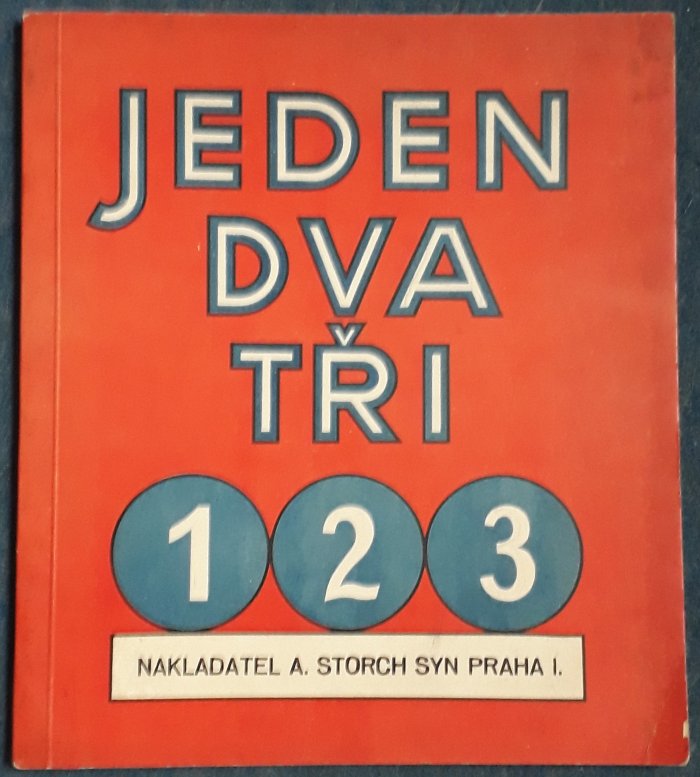 JEDEN
DVA
TŘI
1 2 3
NAKLADATEL A. STORCH SYN PRAHA I.